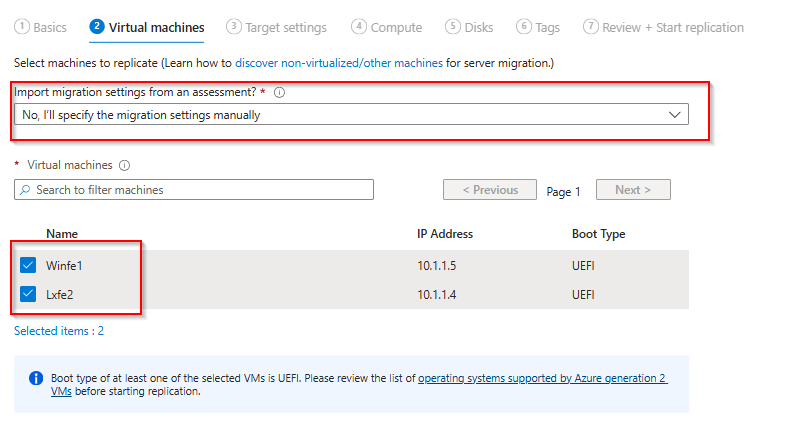 1 Basics 2 Virtual machines 3 Target settings 4 Compute 5 Disks 6 Tags 7 Review + Start replication
Select machines to replicate (Learn how to discover non-virtualized/other machines for server migration.)
Import migration settings from an assessment? * i
No, I'll specify the migration settings manually
* Virtual machines i
Search to filter machines < Previous Page 1 Next >
Name IP Address Boot Type
Winfe1 10.1.1.5 UEFI
Lxfe2 10.1.1.4 UEFI
Selected items : 2
Boot type of at least one of the selected VMs is UEFI. Please review the list of operating systems supported by Azure generation 2
VMs before starting replication.